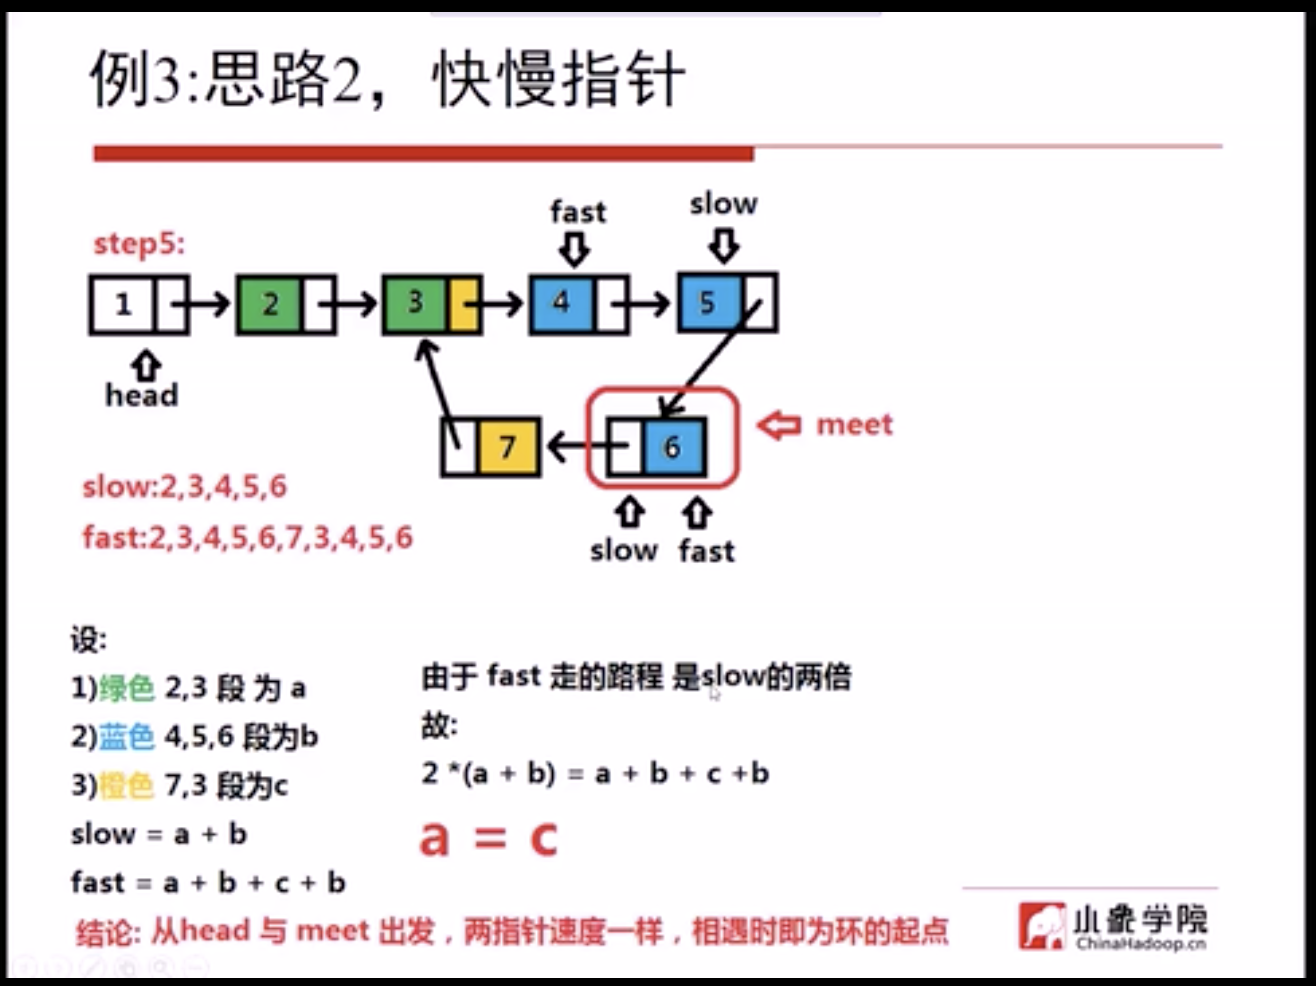 例3:思路2，快慢指针
fast
slow
step5:
1
2
3
4
5
head
7
6
meet
slow:2,3,4,5,6
fast:2,3,4,5,6,7,3,4,5,6
slow
fast
设:
1)绿色 2,3 段 为 a
2)蓝色 4,5,6 段为b
3)橙色 7,3 段为c
slow = a + b
fast = a + b + c + b
由于 fast 走的路程 是slow的两倍
故:
2 *(a + b) = a + b + c +b
a = c
结论: 从head 与 meet 出发，两指针速度一样，相遇时即为环的起点
小象学院
ChinaHadoop.cn